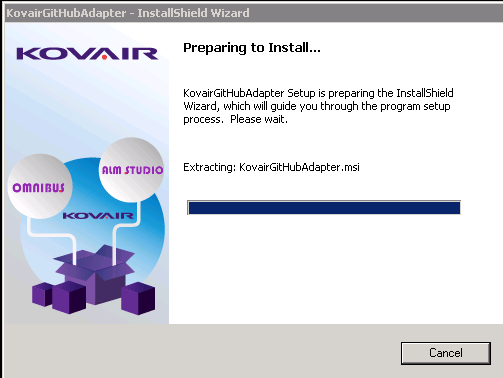 KovairGitHubAdapter - InstallShield Wizard
KOVAIR
Preparing to Install...
KovairGitHubAdapter Setup is preparing the InstallShield
Wizard, which will guide you through the program setup
process. Please wait.
Extracting: KovairGitHubAdapter.msi
OMNIBUS
ALM STUDIO
KOVAIR
Cancel